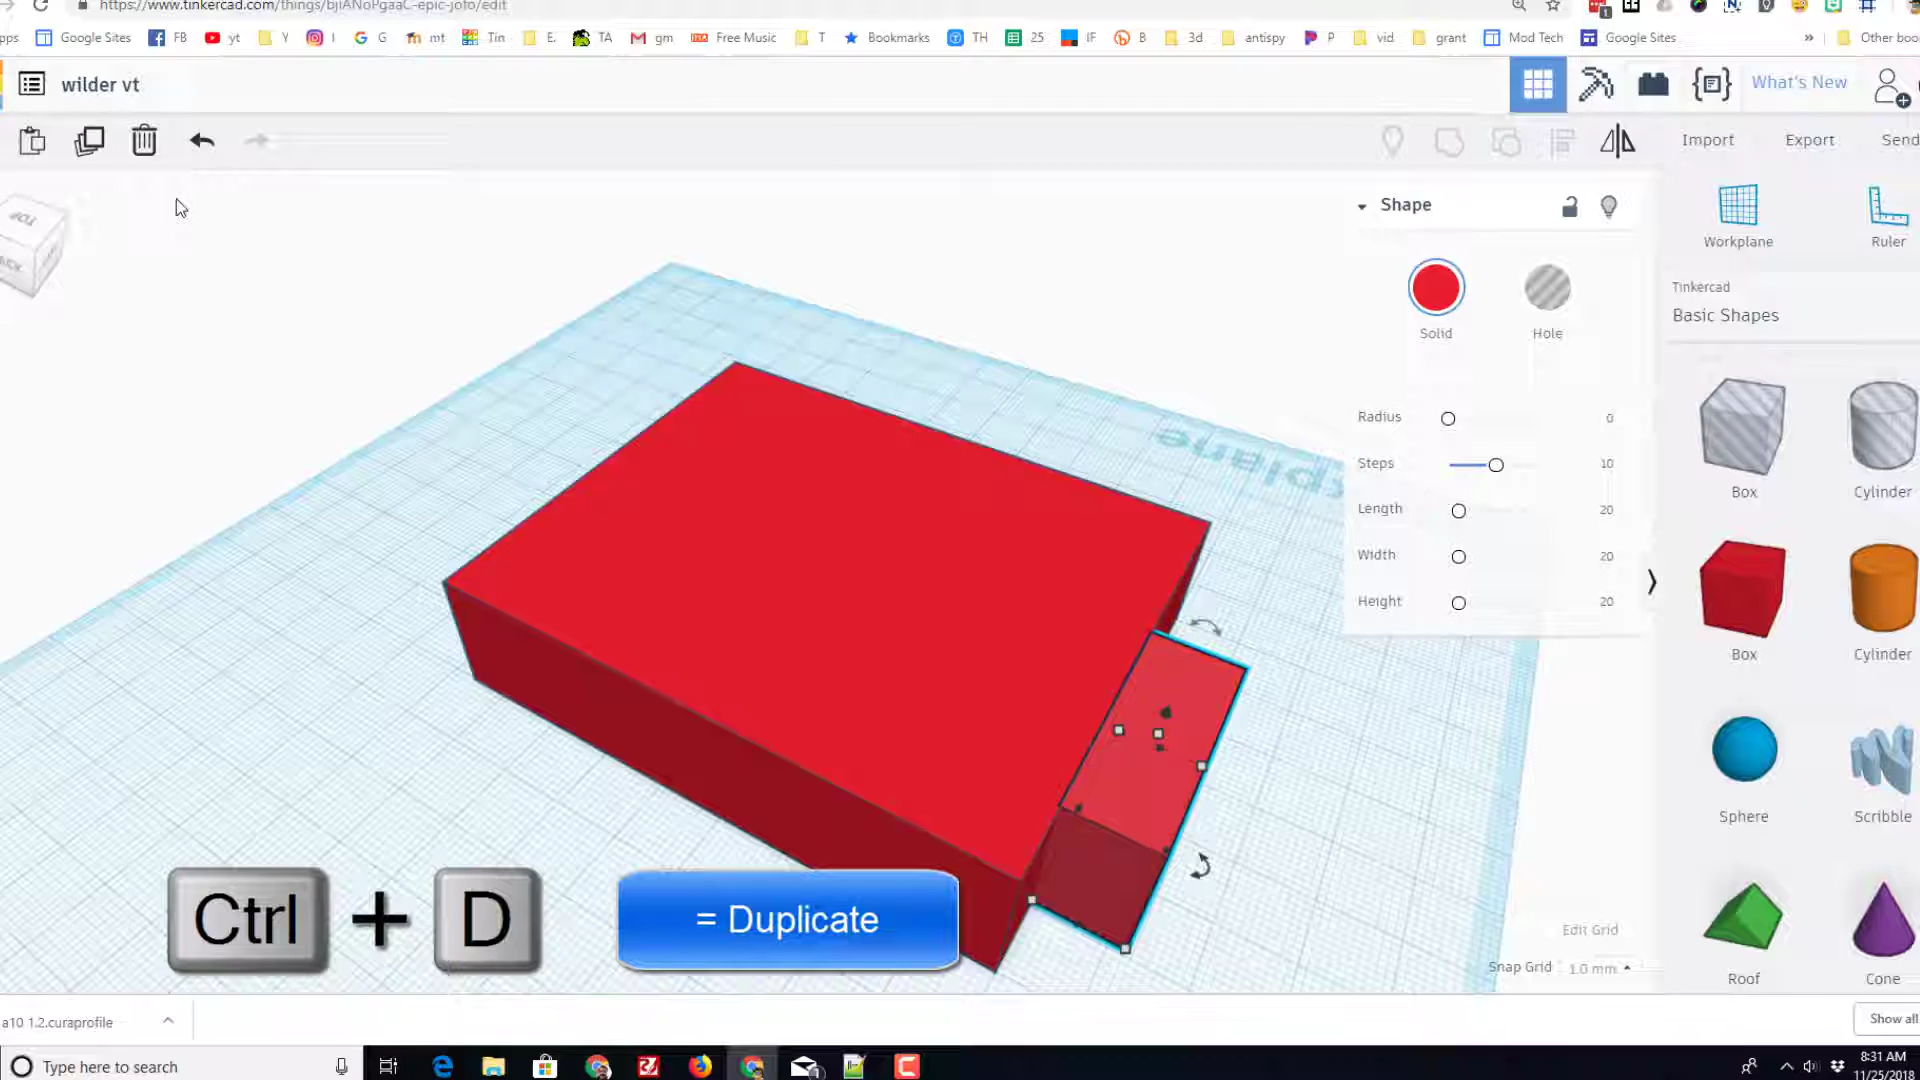 https://www.tinkercad.com/things/bjiANoPgaaC-epic-jofo/edit
pps Google Sites FB yt Y I G mt Tin E. TA gm Free Music T Bookmarks TH 25 IF B 3d antispy P vid grant Mod Tech Google Sites » Other boo
wilder vt
What's New
Import Export Send
TOP
BACK
Shape
Workplane Ruler
Solid Hole
Tinkercad
Basic Shapes
Radius 0
Steps 10
Length 20
Width 20
Height 20
Box Cylinder
Box Cylinder
Sphere Scribble
Roof Cone
Ctrl + D = Duplicate
Edit Grid
Snap Grid 1.0 mm
a10 1.2.curaprofile
Show all
Type here to search
8:31 AM
11/25/2018